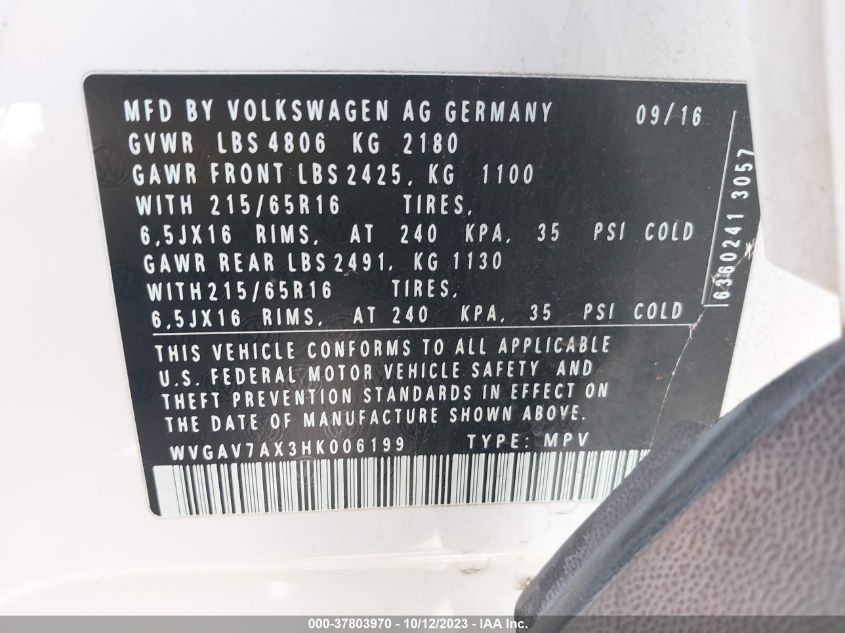 MFD BY VOLKSWAGEN AG GERMANY 09/16
GVWR LBS 4806 KG 2180
GAWR FRONT LBS 2425, KG 1100
WITH 215/65R16 TIRES,
6,5JX16 RIMS, AT 240 KPA, 35 PSI COLD
GAWR REAR LBS 2491, KG 1130
WITH215/65R16 TIRES,
6,5JX16 RIMS, AT 240 KPA, 35 PSI COLD
THIS VEHICLE CONFORMS TO ALL APPLICABLE
U.S. FEDERAL MOTOR VEHICLE SAFETY AND
THEFT PREVENTION STANDARDS IN EFFECT ON
THE DATE OF MANUFACTURE SHOWN ABOVE.
WVGAV7AX3HK006199 TYPE: MPV
6360241 3057
000-37803970 - 10/12/2023 - IAA Inc.